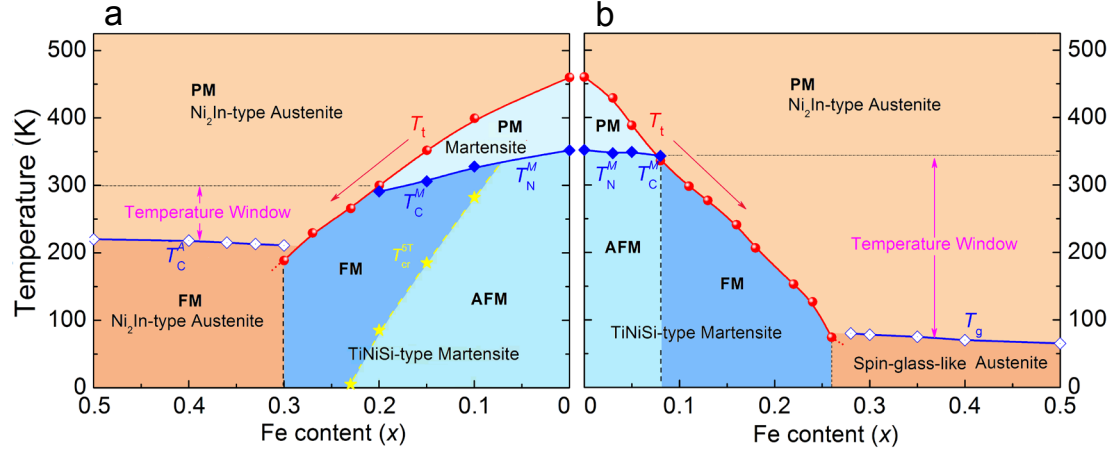 a
b
Temperature (K)
500
400
300
200
100
0
PM
Ni2In-type Austenite
Tt
PM
Martensite
TNM
TCM
Temperature Window
TCA
TcrST
FM
AFM
FM
Ni2In-type Austenite
TiNiSi-type Martensite
0.5
0.4
0.3
0.2
0.1
0
Fe content (x)
PM
Ni2In-type Austenite
PM
Tt
TNM
TCM
AFM
FM
Temperature Window
TiNiSi-type Martensite
Tg
Spin-glass-like Austenite
500
400
300
200
100
0
0
0.1
0.2
0.3
0.4
0.5
Fe content (x)